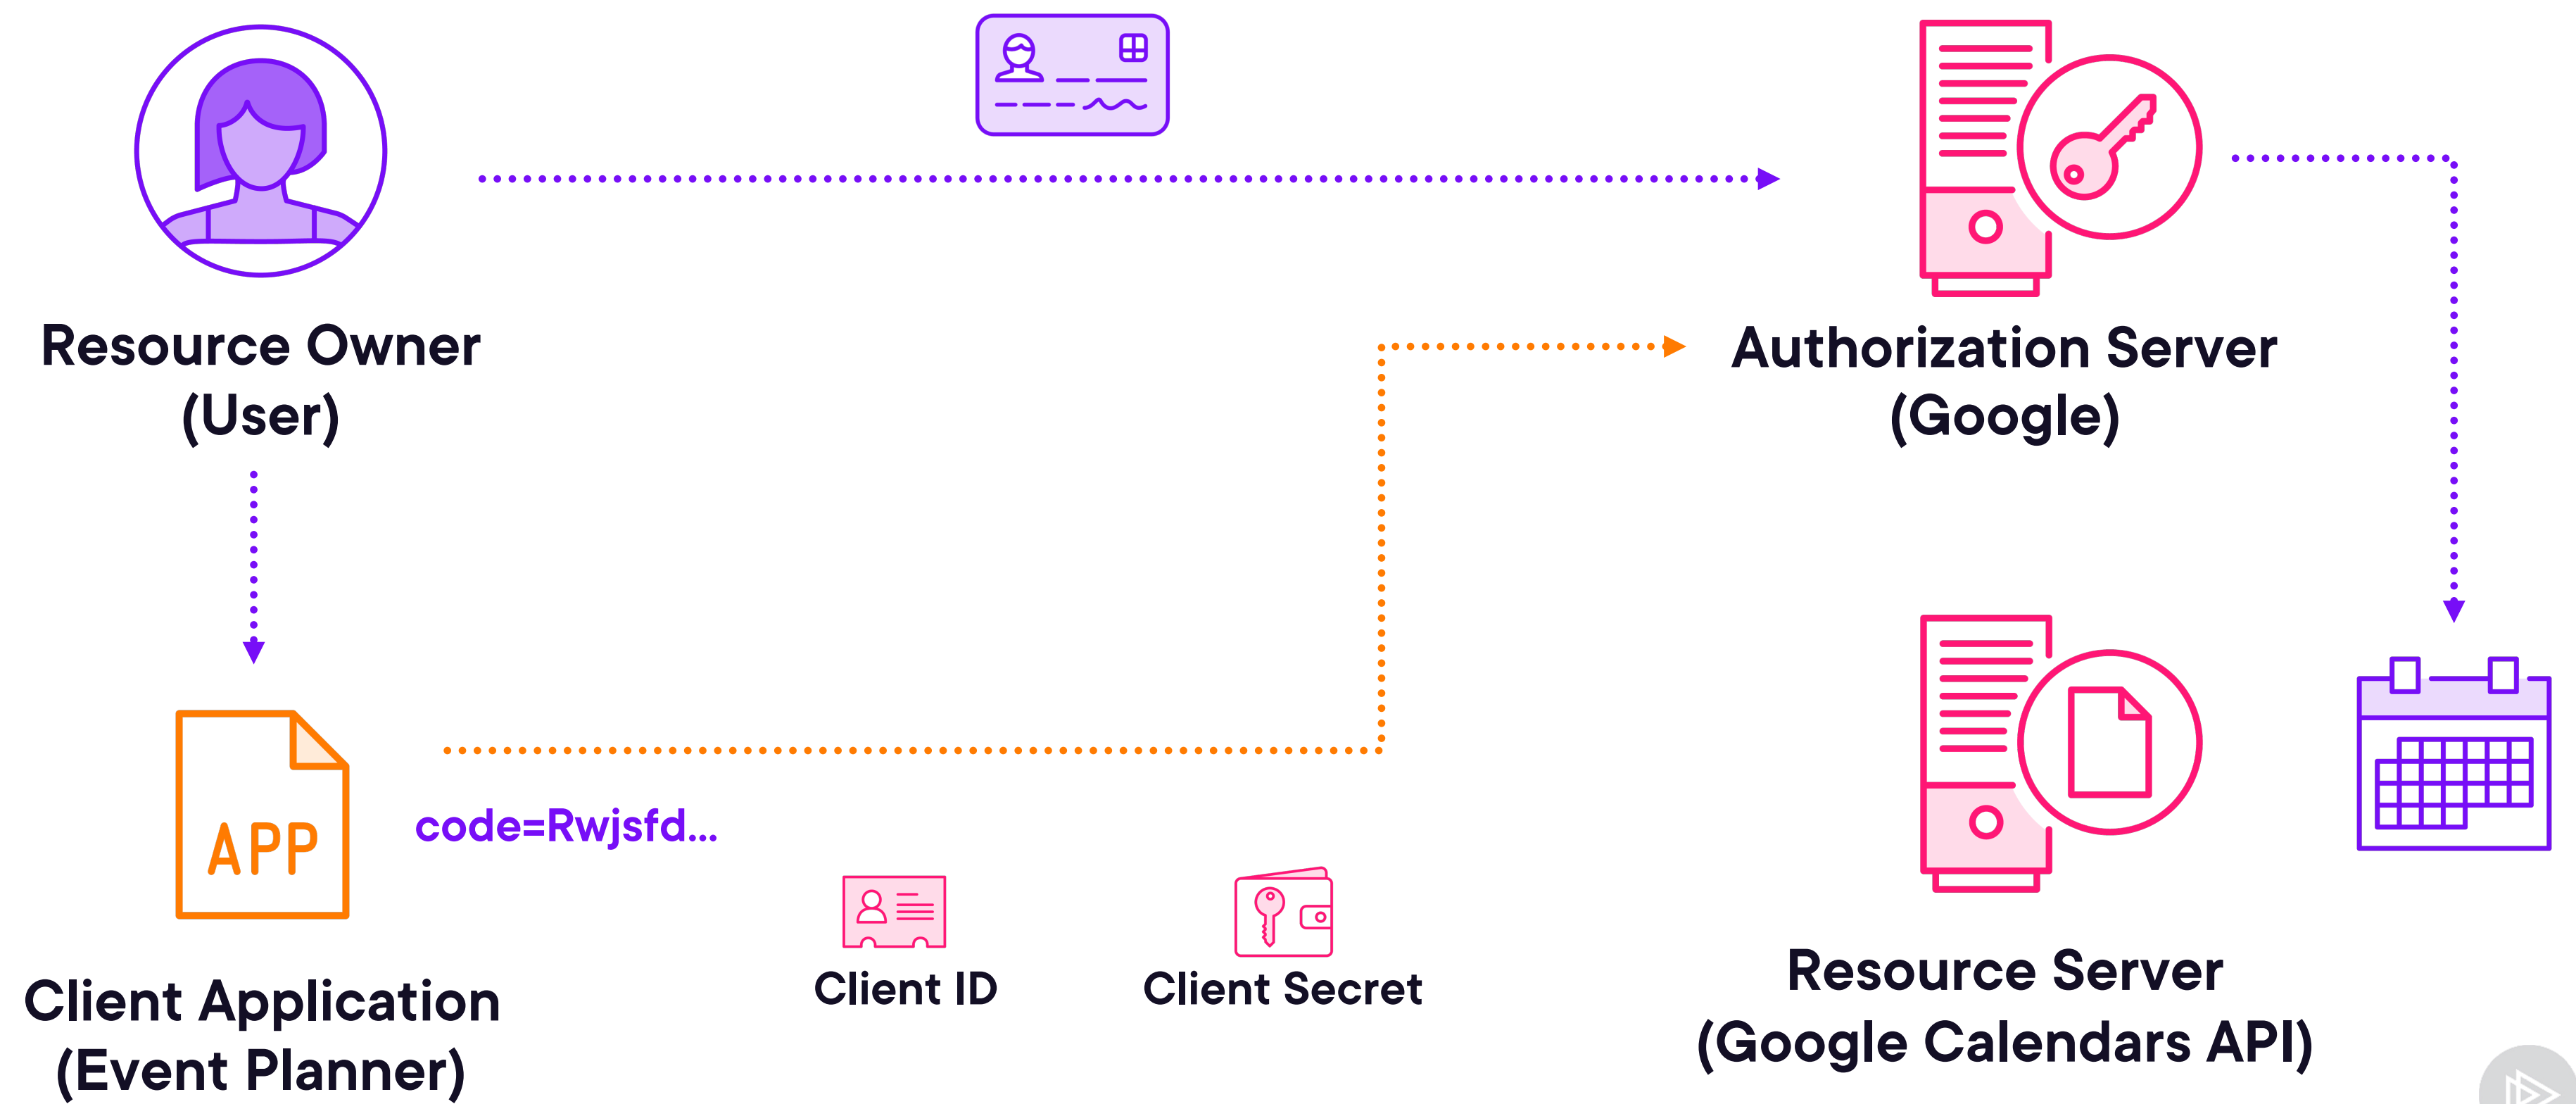 Resource Owner
(User)
Authorization Server
(Google)
APP
code=Rwjsfd...
Client ID
Client Secret
Client Application
(Event Planner)
Resource Server
(Google Calendars API)